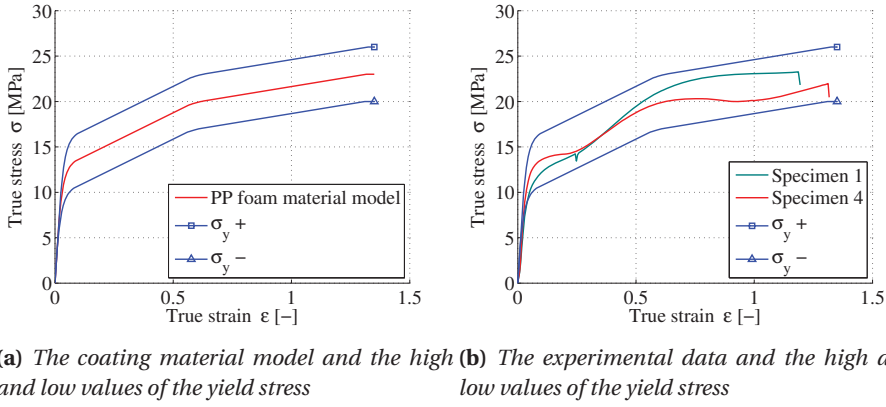 30
25
20
15
10
5
0
True stress σ [MPa]
PP foam material model
σy +
σy −
0 0.5 1 1.5
True strain ε [−]
30
25
20
15
10
5
0
True stress σ [MPa]
Specimen 1
Specimen 4
σy +
σy −
0 0.5 1 1.5
True strain ε [−]
(a) The coating material model and the high
and low values of the yield stress
(b) The experimental data and the high a
low values of the yield stress